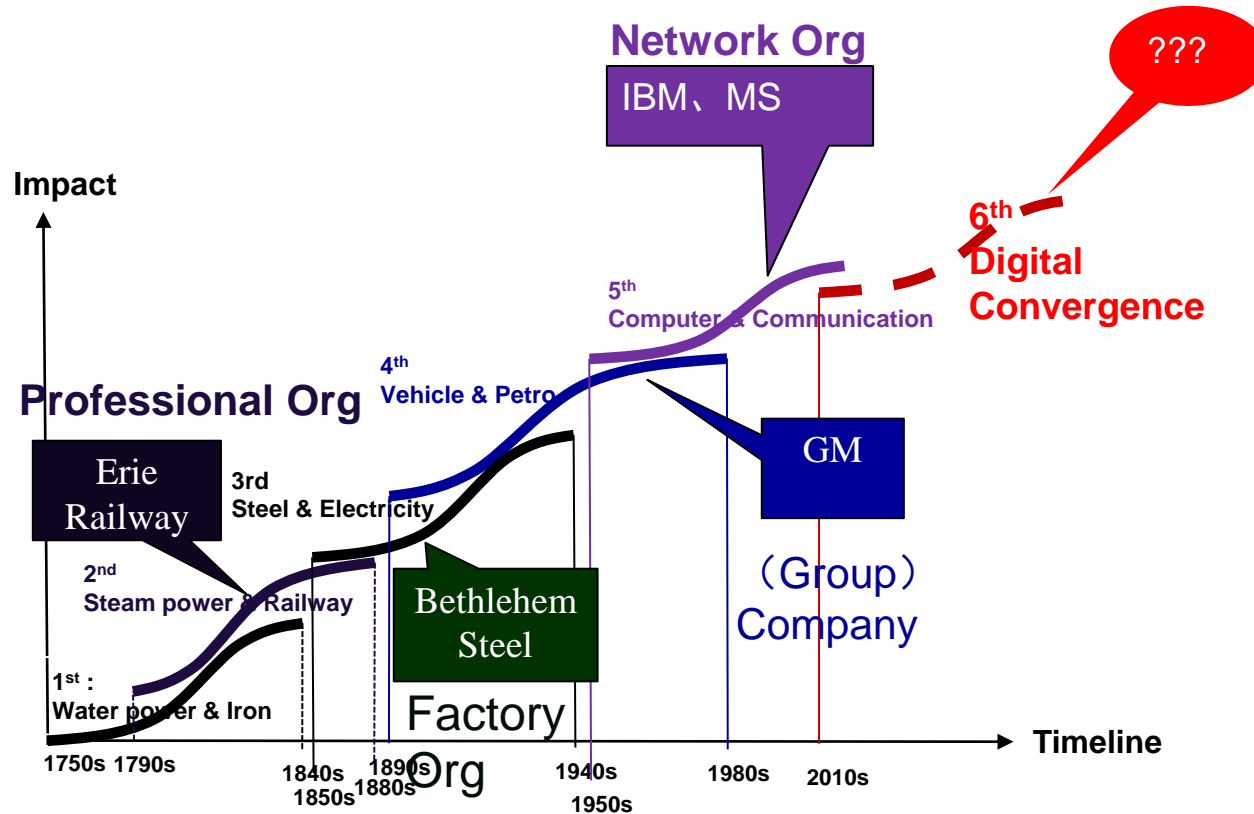 Network Org
???
IBM、MS
Impact
6th
Digital
Convergence
5th
Computer & Communication
4th
Vehicle & Petro
Professional Org
GM
Erie
Railway
3rd
Steel & Electricity
（Group）
Company
2nd
Steam power & Railway
Bethlehem
Steel
1st :
Water power & Iron
Factory
Org
Timeline
1750s
1790s
1840s
1850s
1890s
1880s
1940s
1950s
1980s
2010s